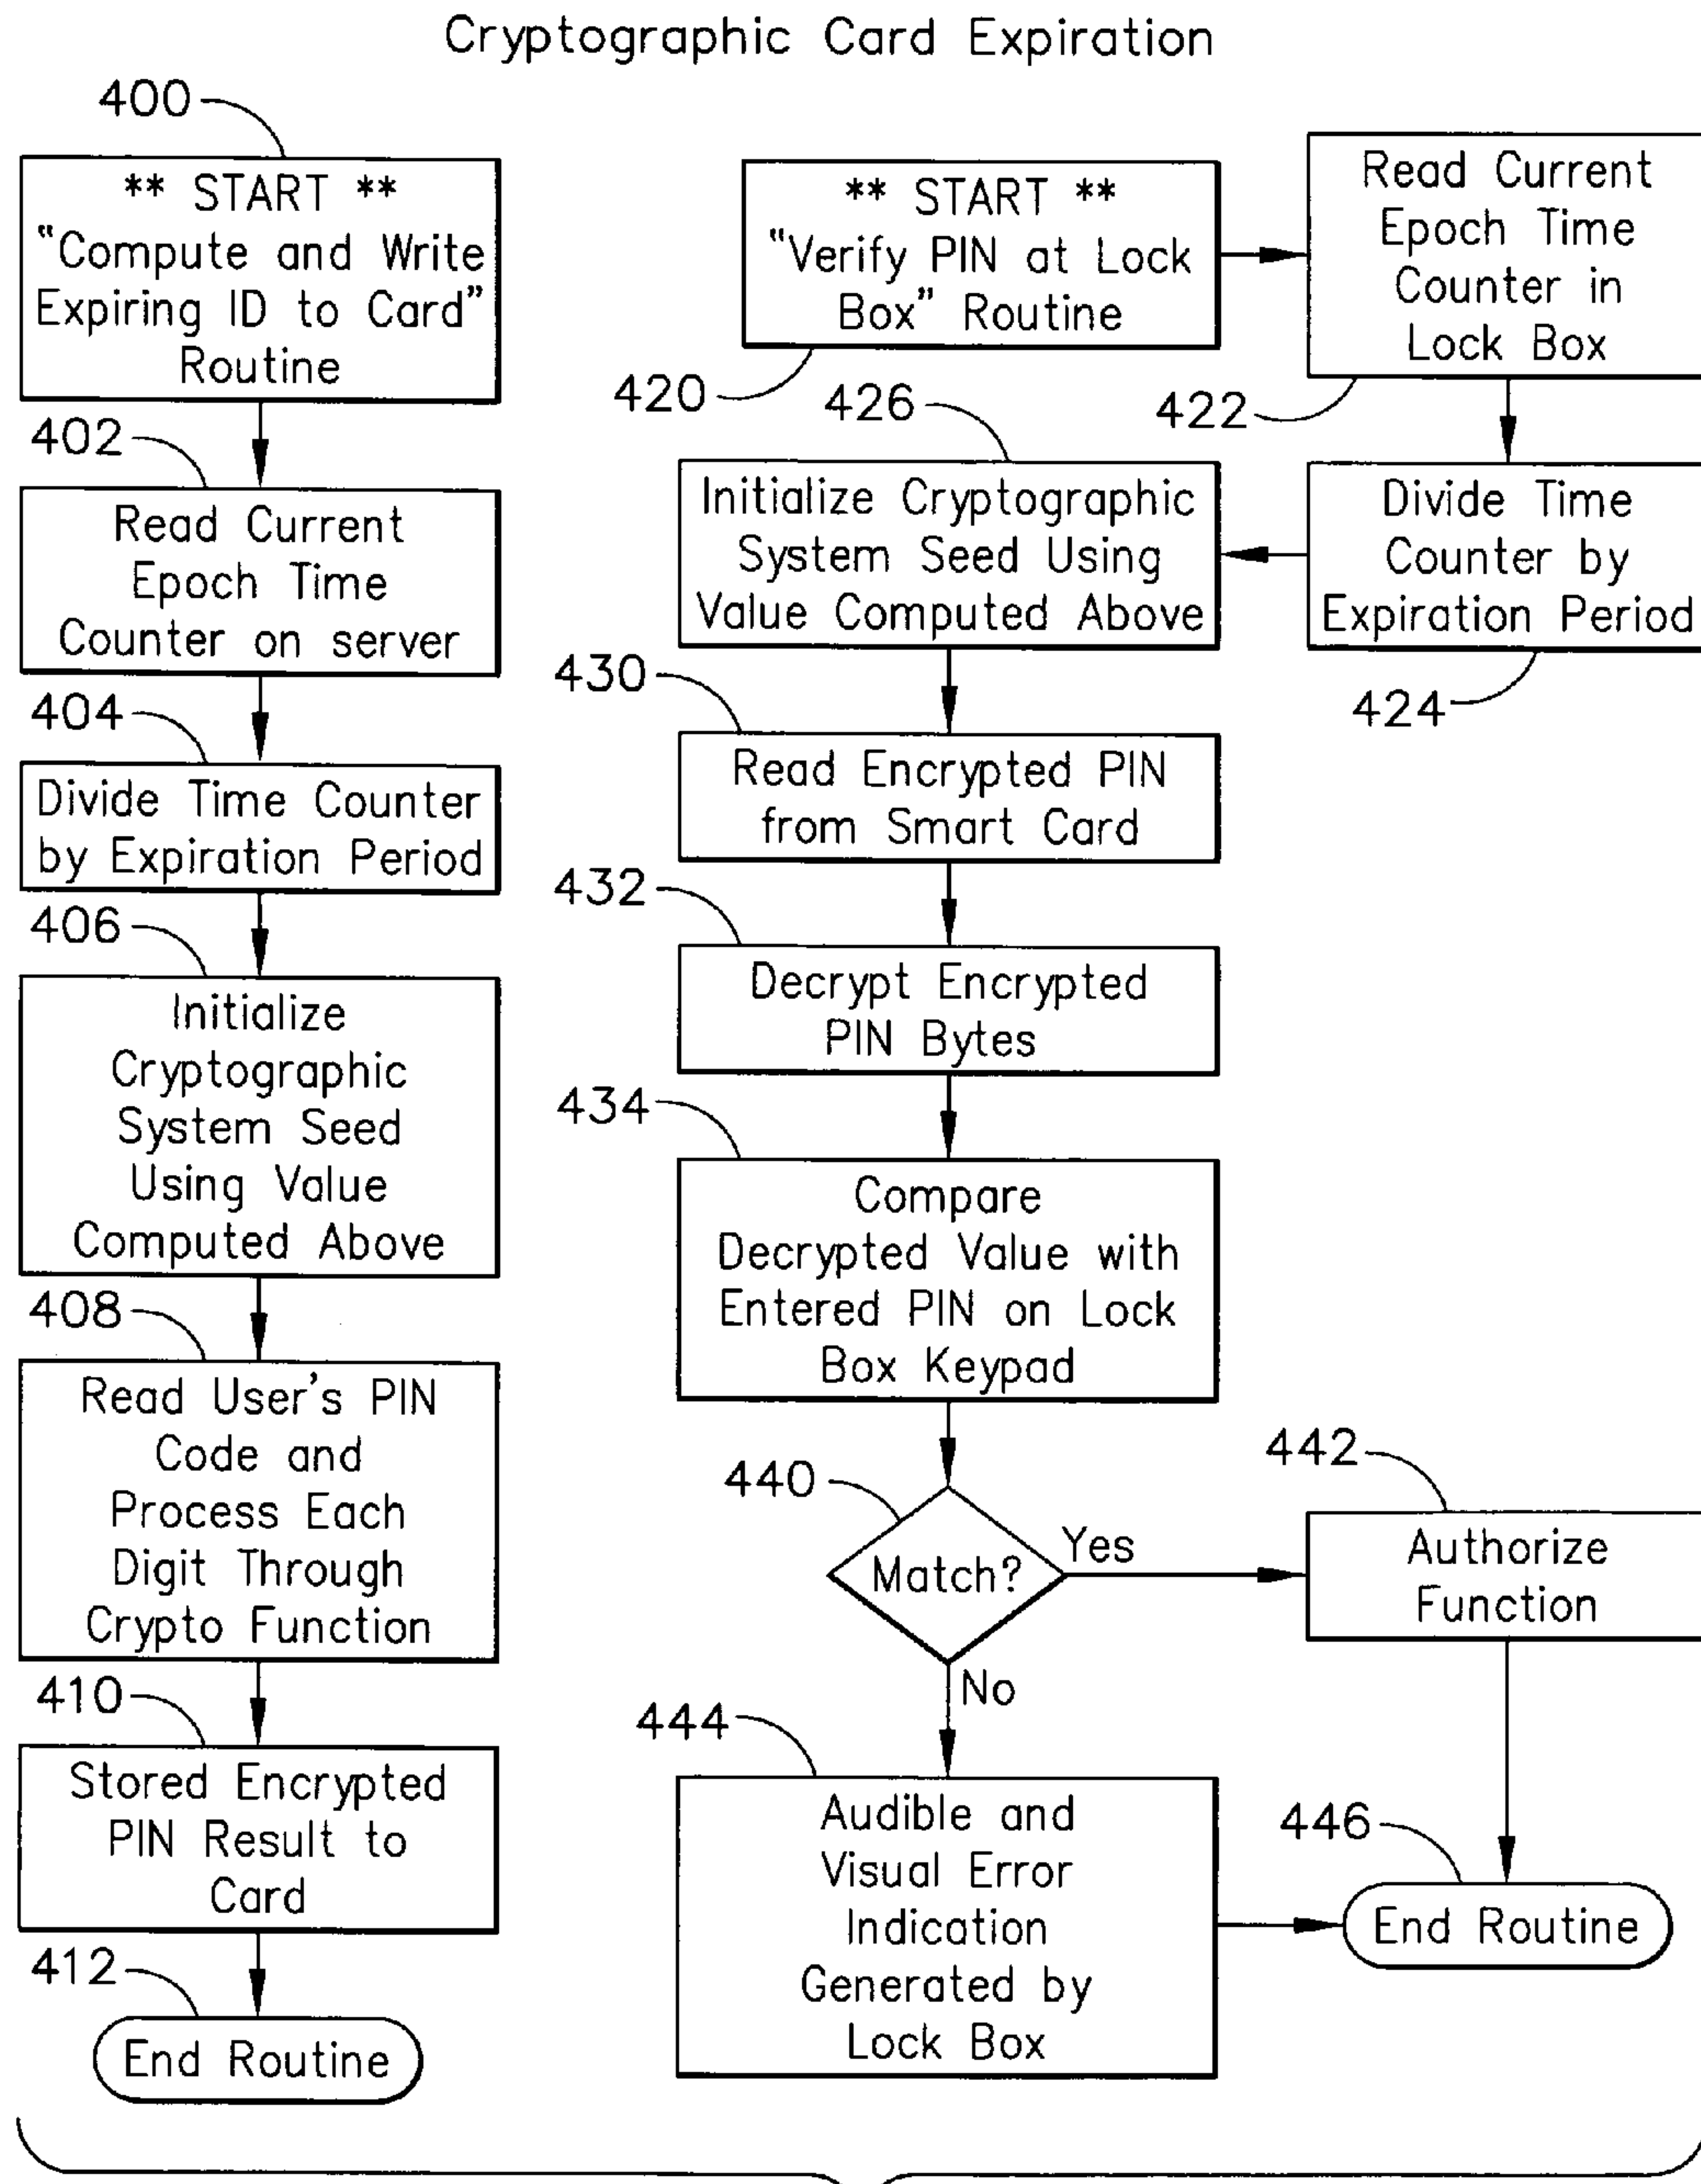 Cryptographic Card Expiration
400
** START **
"Compute and Write
Expiring ID to Card"
Routine
402
Read Current
Epoch Time
Counter on server
404
Divide Time Counter
by Expiration Period
406
Initialize
Cryptographic
System Seed
Using Value
Computed Above
408
Read User's PIN
Code and
Process Each
Digit Through
Crypto Function
410
Stored Encrypted
PIN Result to
Card
412
End Routine
** START **
"Verify PIN at Lock
Box" Routine
420
Read Current
Epoch Time
Counter in
Lock Box
422
Divide Time
Counter by
Expiration Period
424
426
Initialize Cryptographic
System Seed Using
Value Computed Above
430
Read Encrypted PIN
from Smart Card
432
Decrypt Encrypted
PIN Bytes
434
Compare
Decrypted Value with
Entered PIN on Lock
Box Keypad
440
Match?
Yes
No
442
Authorize
Function
444
Audible and
Visual Error
Indication
Generated by
Lock Box
446
End Routine